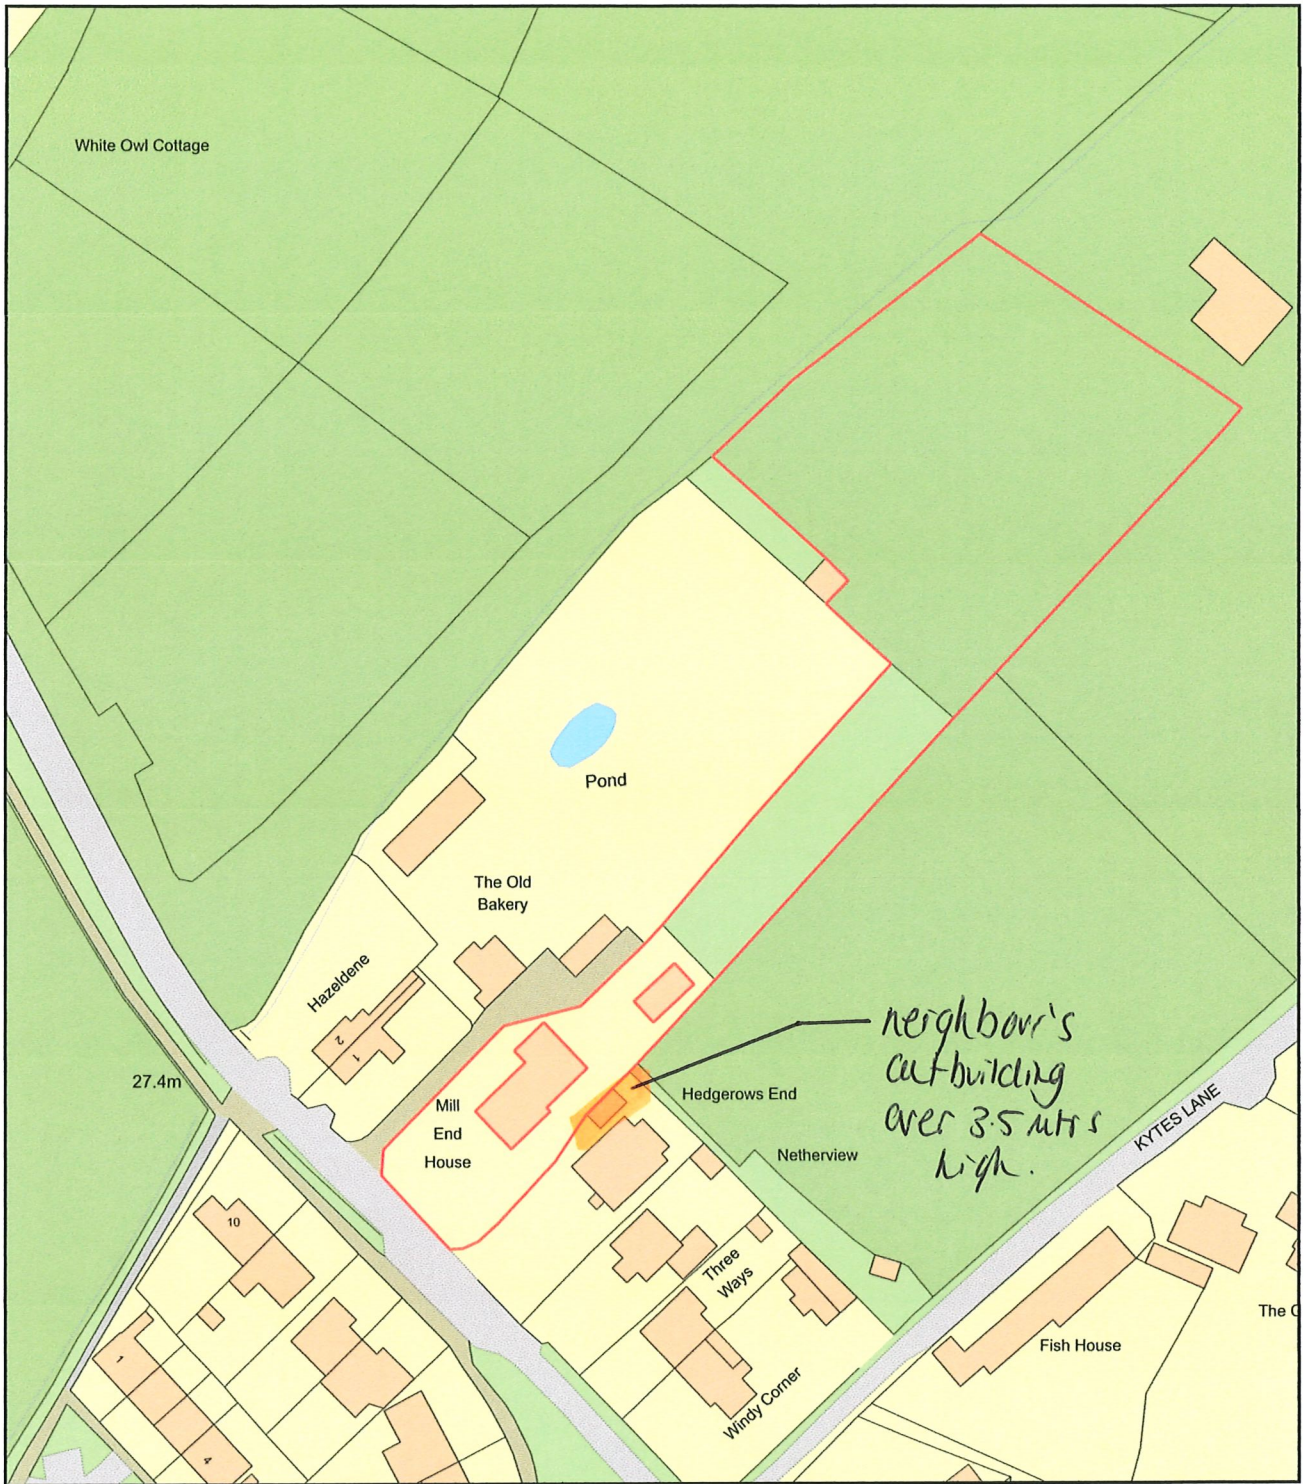 White Owl Cottage
Pond
The Old
Bakery
Hazeldene
2
1
27.4m
Mill
End
House
neighbour's
outbuilding
over 3.5 mtrs
high.
Hedgerows End
Netherview
KYTES LANE
10
Three
Ways
The
Fish House
1
Windy Corner
4